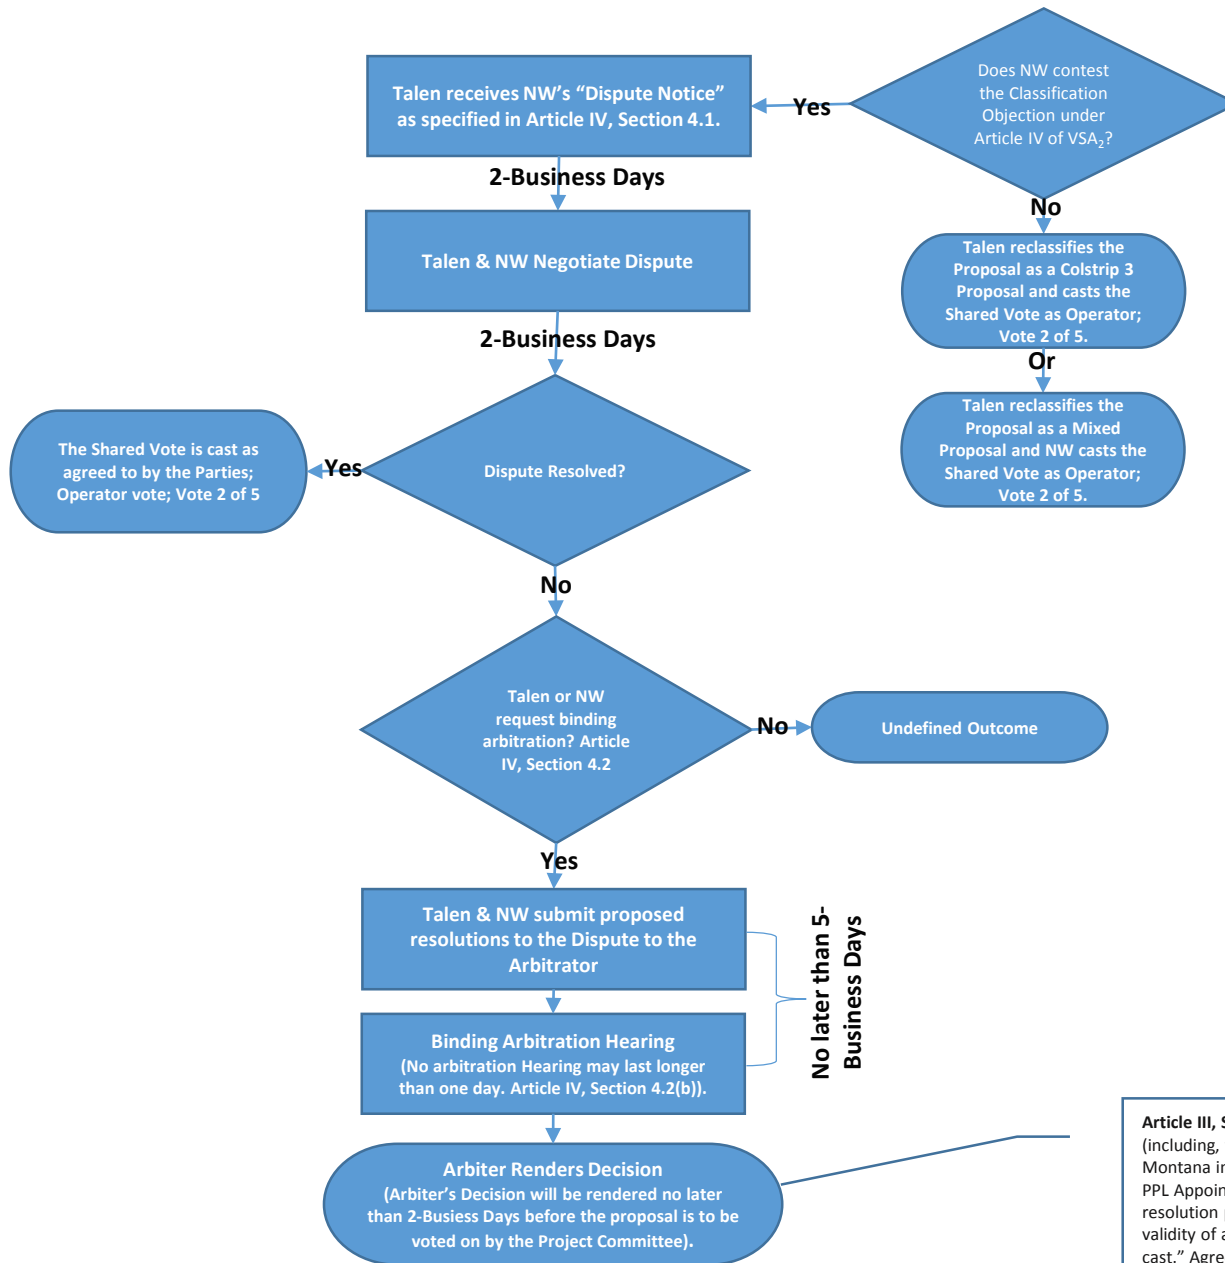 Does NW contest
the Classification
Objection under
Article IV of VSA₂?
Yes
Talen receives NW’s “Dispute Notice”
as specified in Article IV, Section 4.1.
No
2-Business Days
Talen reclassifies the
Proposal as a Colstrip 3
Proposal and casts the
Shared Vote as Operator;
Vote 2 of 5.
Talen & NW Negotiate Dispute
2-Business Days
Or
Talen reclassifies the
Proposal as a Mixed
Proposal and NW casts the
Shared Vote as Operator;
Vote 2 of 5.
Dispute Resolved?
Yes
The Shared Vote is cast as
agreed to by the Parties;
Operator vote; Vote 2 of 5
No
Talen or NW
request binding
arbitration? Article
IV, Section 4.2
No
Undefined Outcome
Yes
Talen & NW submit proposed
resolutions to the Dispute to the
Arbitrator
No later than 5-
Business Days
Binding Arbitration Hearing
(No arbitration Hearing may last longer
than one day. Article IV, Section 4.2(b)).
Arbiter Renders Decision
(Arbiter’s Decision will be rendered no later
than 2-Busiess Days before the proposal is to be
voted on by the Project Committee).
Article III, S
(including,
Montana in
PPL Appoin
resolution p
validity of a
cast.” Agre